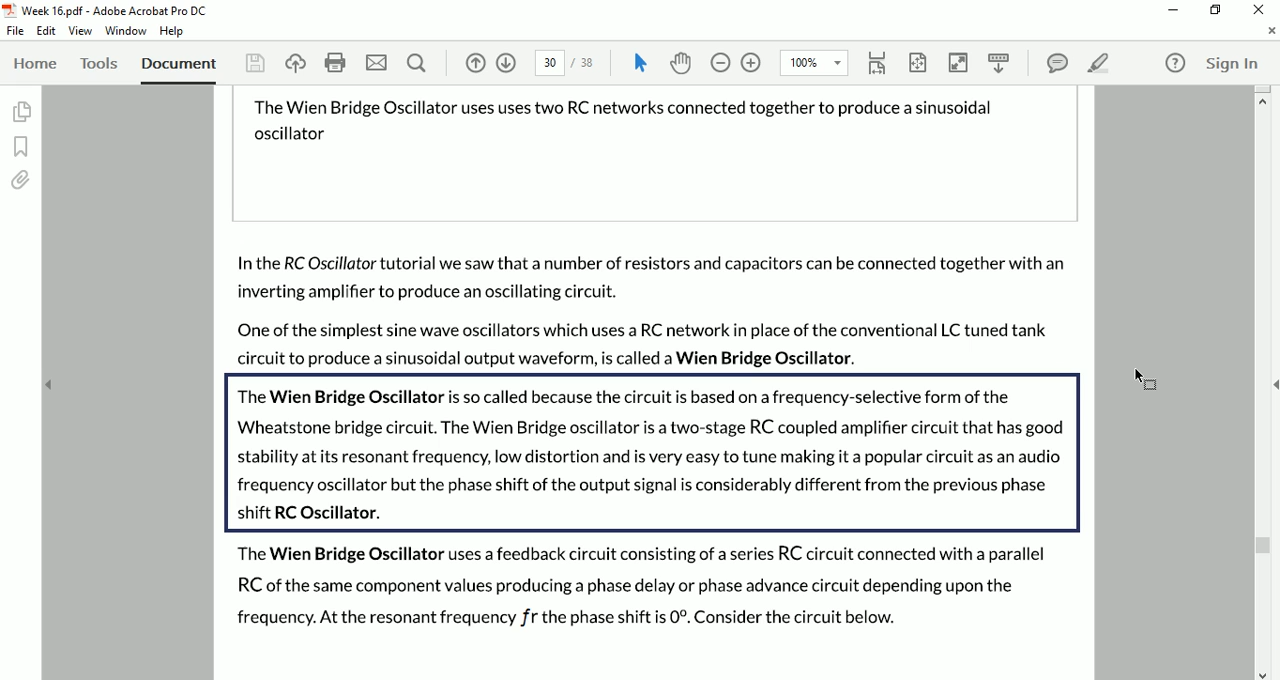 Week 16.pdf - Adobe Acrobat Pro DC
File Edit View Window Help
Home Tools Document 30 / 38 100% Sign In
The Wien Bridge Oscillator uses uses two RC networks connected together to produce a sinusoidal
oscillator
In the RC Oscillator tutorial we saw that a number of resistors and capacitors can be connected together with an
inverting amplifier to produce an oscillating circuit.
One of the simplest sine wave oscillators which uses a RC network in place of the conventional LC tuned tank
circuit to produce a sinusoidal output waveform, is called a Wien Bridge Oscillator.
The Wien Bridge Oscillator is so called because the circuit is based on a frequency-selective form of the
Wheatstone bridge circuit. The Wien Bridge oscillator is a two-stage RC coupled amplifier circuit that has good
stability at its resonant frequency, low distortion and is very easy to tune making it a popular circuit as an audio
frequency oscillator but the phase shift of the output signal is considerably different from the previous phase
shift RC Oscillator.
The Wien Bridge Oscillator uses a feedback circuit consisting of a series RC circuit connected with a parallel
RC of the same component values producing a phase delay or phase advance circuit depending upon the
frequency. At the resonant frequency ƒr the phase shift is 0º. Consider the circuit below.